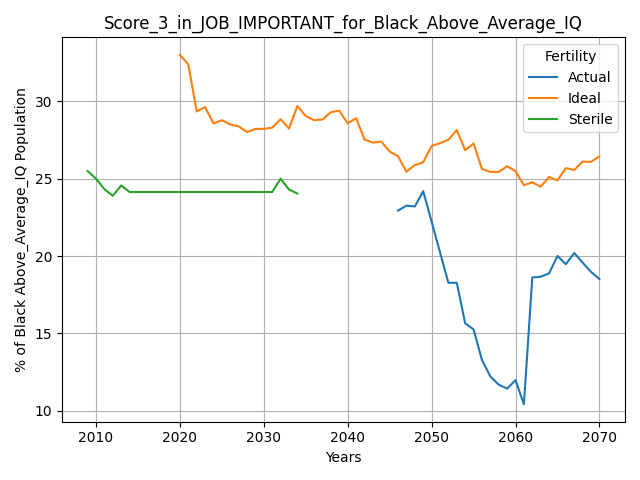 Score_3_in_JOB_IMPORTANT_for_Black_Above_Average_IQ
Fertility
Actual
Ideal
Sterile
% of Black Above_Average_IQ Population
30
25
20
15
10
2010 2020 2030 2040 2050 2060 2070
Years